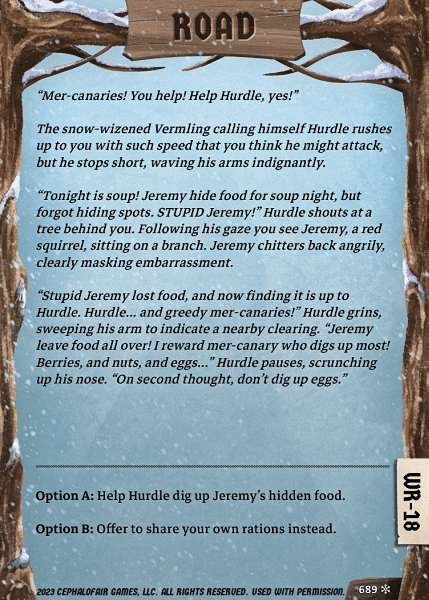 ROAD
“Mer-canaries! You help! Help Hurdle, yes!”
The snow-wizened Vermling calling himself Hurdle rushes
up to you with such speed that you think he might attack,
but he stops short, waving his arms indignantly.
“Tonight is soup! Jeremy hide food for soup night, but
forgot hiding spots. STUPID Jeremy!” Hurdle shouts at a
tree behind you. Following his gaze you see Jeremy, a red
squirrel, sitting on a branch. Jeremy chitters back angrily,
clearly masking embarrassment.
“Stupid Jeremy lost food, and now finding it is up to
Hurdle. Hurdle... and greedy mer-canaries!” Hurdle grins,
sweeping his arm to indicate a nearby clearing. “Jeremy
leave food all over! I reward mer-canary who digs up most!
Berries, and nuts, and eggs...” Hurdle pauses, scrunching
up his nose. “On second thought, don’t dig up eggs.”
Option A: Help Hurdle dig up Jeremy’s hidden food.
Option B: Offer to share your own rations instead.
WR-18
2023 CEPHALOFAIR GAMES, LLC. ALL RIGHTS RESERVED. USED WITH PERMISSION.
689